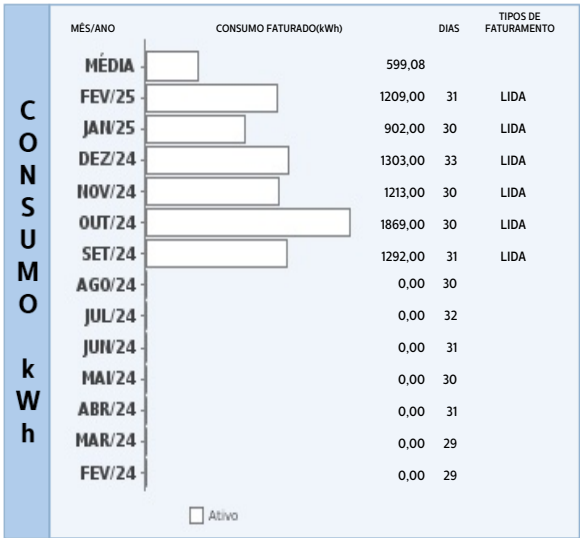 MÊS/ANO CONSUMO FATURADO(kWh) DIAS TIPOS DE FATURAMENTO
MÉDIA 599,08
FEV/25 1209,00 31 LIDA
JAN/25 902,00 30 LIDA
DEZ/24 1303,00 33 LIDA
NOV/24 1213,00 30 LIDA
OUT/24 1869,00 30 LIDA
SET/24 1292,00 31 LIDA
AGO/24 0,00 30
JUL/24 0,00 32
JUN/24 0,00 31
MAI/24 0,00 30
ABR/24 0,00 31
MAR/24 0,00 29
FEV/24 0,00 29
Ativo
CONSUMO kWh